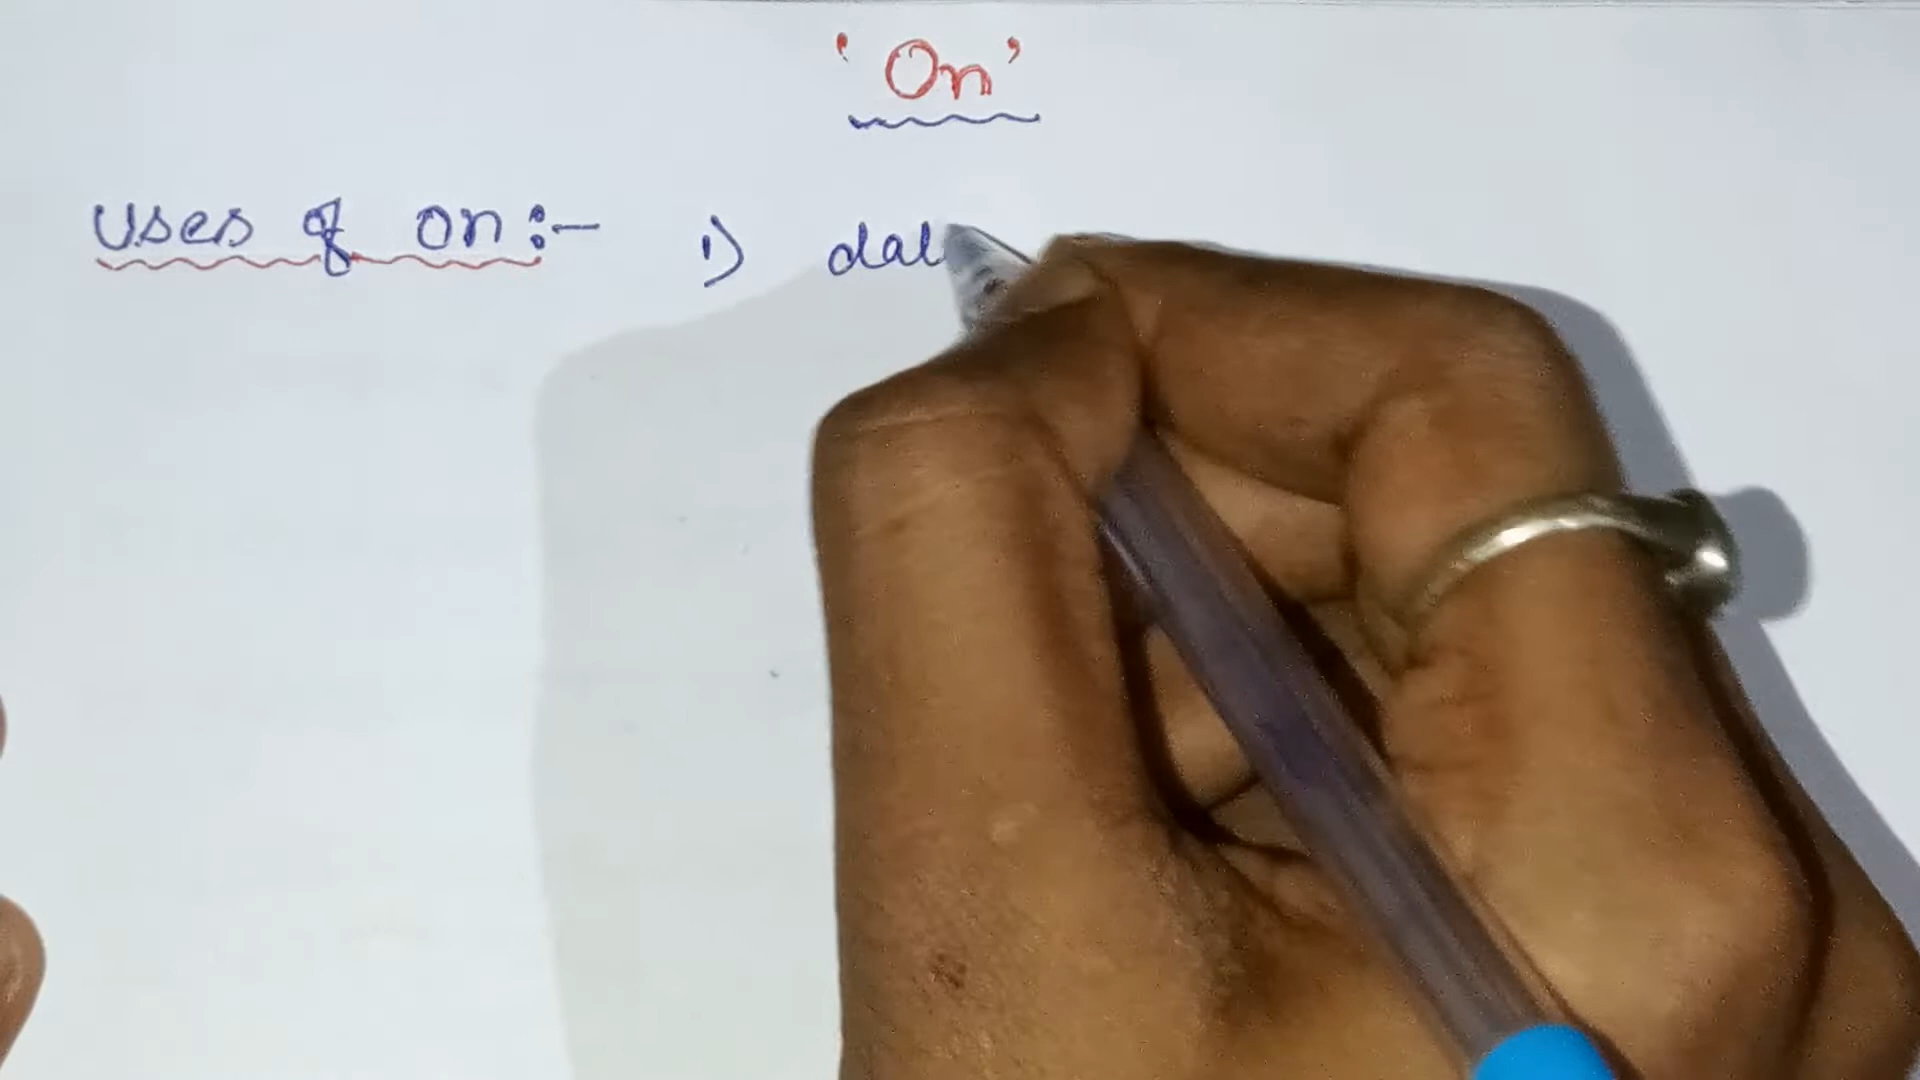 'On'
Uses of on:- 1) dat